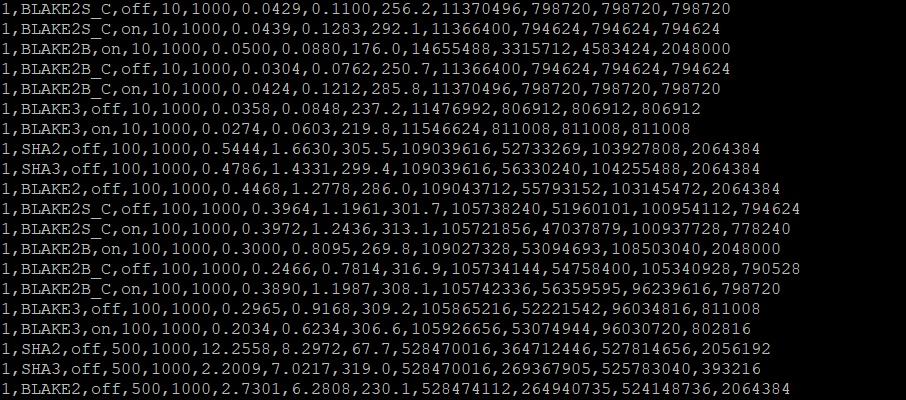 1,BLAKE2S_C,off,10,1000,0.0429,0.1100,256.2,11370496,798720,798720,798720
1,BLAKE2S_C,on,10,1000,0.0439,0.1283,292.1,11366400,794624,794624,794624
1,BLAKE2B,on,10,1000,0.0500,0.0880,176.0,14655488,3315712,4583424,2048000
1,BLAKE2B_C,off,10,1000,0.0304,0.0762,250.7,11366400,794624,794624,794624
1,BLAKE2B_C,on,10,1000,0.0424,0.1212,285.8,11370496,798720,798720,798720
1,BLAKE3,off,10,1000,0.0358,0.0848,237.2,11476992,806912,806912,806912
1,BLAKE3,on,10,1000,0.0274,0.0603,219.8,11546624,811008,811008,811008
1,SHA2,off,100,1000,0.5444,1.6630,305.5,109039616,52733269,103927808,2064384
1,SHA3,off,100,1000,0.4786,1.4331,299.4,109039616,56330240,104255488,2064384
1,BLAKE2,off,100,1000,0.4468,1.2778,286.0,109043712,55793152,103145472,2064384
1,BLAKE2S_C,off,100,1000,0.3964,1.1961,301.7,105738240,51960101,100954112,794624
1,BLAKE2S_C,on,100,1000,0.3972,1.2436,313.1,105721856,47037879,100937728,778240
1,BLAKE2B,on,100,1000,0.3000,0.8095,269.8,109027328,53094693,108503040,2048000
1,BLAKE2B_C,off,100,1000,0.2466,0.7814,316.9,105734144,54758400,105340928,790528
1,BLAKE2B_C,on,100,1000,0.3890,1.1987,308.1,105742336,56359595,96239616,798720
1,BLAKE3,off,100,1000,0.2965,0.9168,309.2,105865216,52221542,96034816,811008
1,BLAKE3,on,100,1000,0.2034,0.6234,306.6,105926656,53074944,96030720,802816
1,SHA2,off,500,1000,12.2558,8.2972,67.7,528470016,364712446,527814656,2056192
1,SHA3,off,500,1000,2.2009,7.0217,319.0,528470016,269367905,525783040,393216
1,BLAKE2,off,500,1000,2.7301,6.2808,230.1,528474112,264940735,524148736,2064384